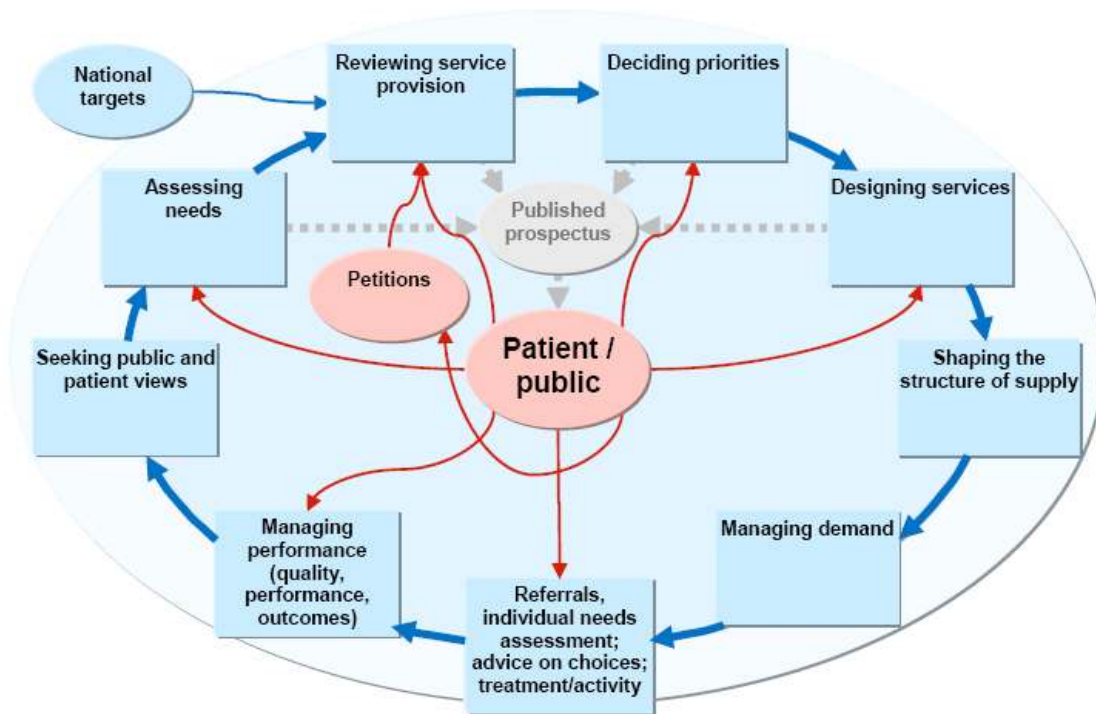 National
targets
Reviewing service
provision
Deciding priorities
Assessing
needs
Published
prospectus
Designing services
Petitions
Patient /
public
Seeking public and
patient views
Shaping the
structure of supply
Managing
performance
(quality,
performance,
outcomes)
Referrals,
individual needs
assessment;
advice on choices;
treatment/activity
Managing demand